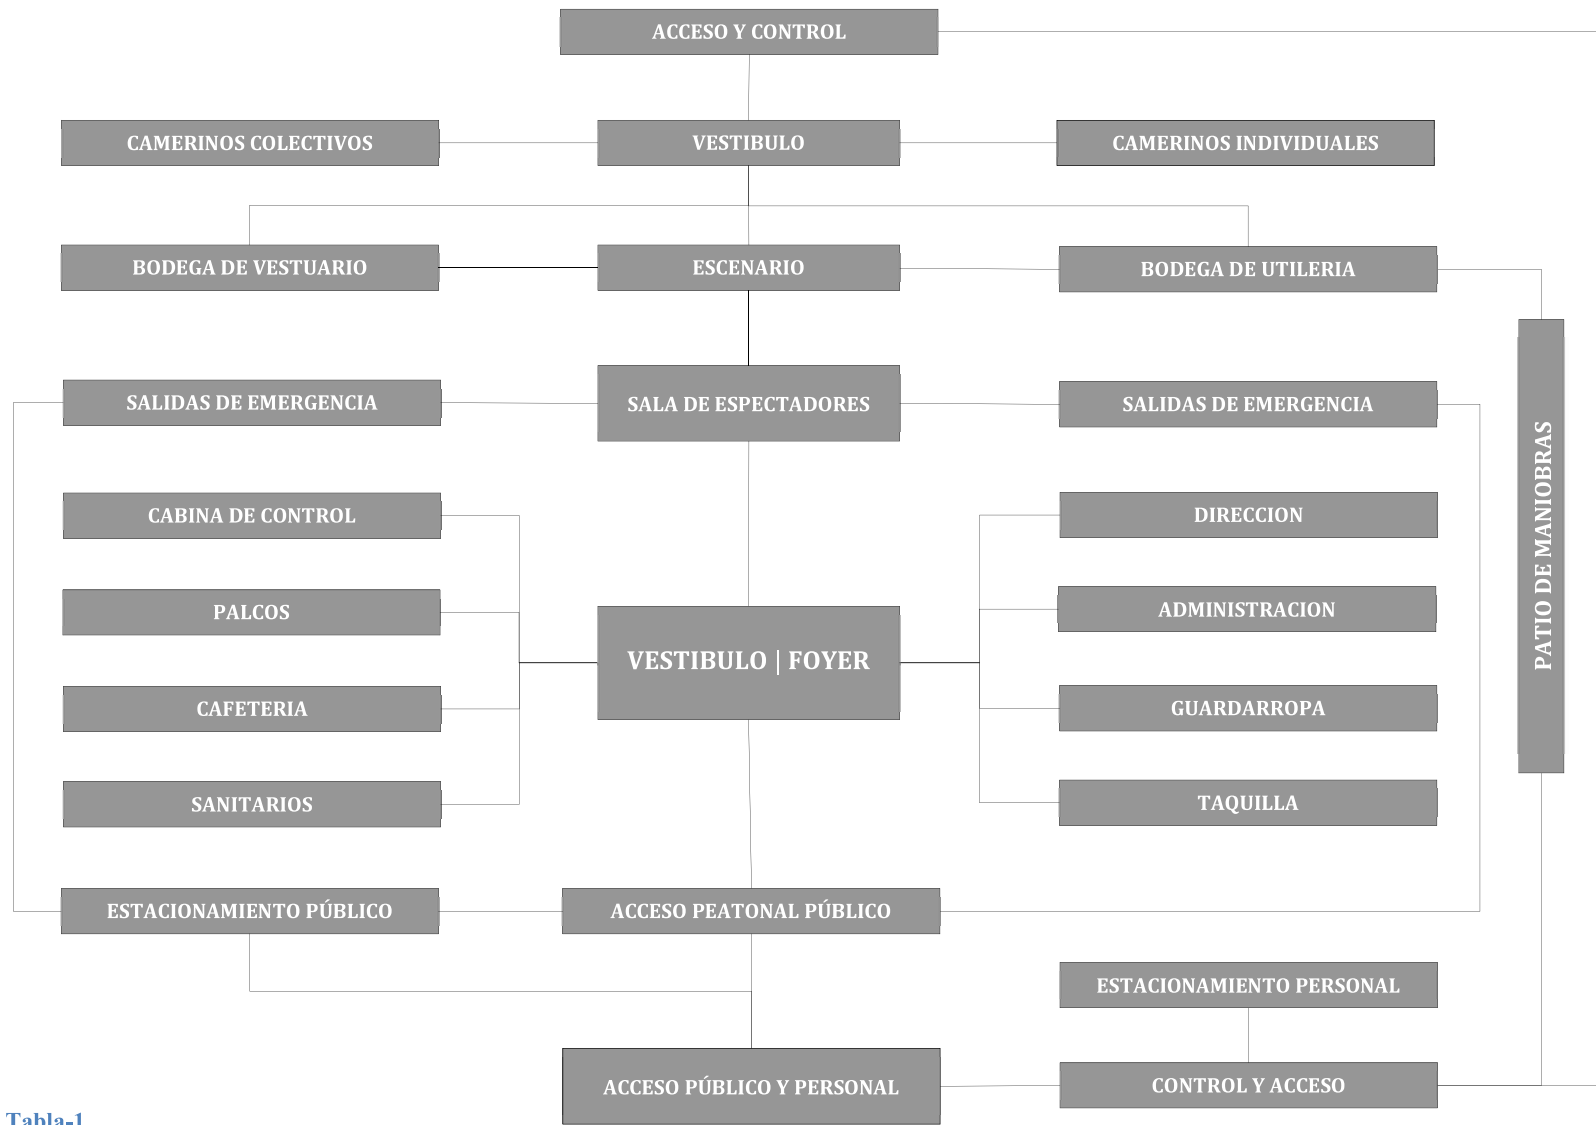 ACCESO Y CONTROL
CAMERINOS COLECTIVOS
VESTIBULO
CAMERINOS INDIVIDUALES
BODEGA DE VESTUARIO
ESCENARIO
BODEGA DE UTILERIA
SALIDAS DE EMERGENCIA
SALA DE ESPECTADORES
SALIDAS DE EMERGENCIA
PATIO DE MANIOBRAS
CABINA DE CONTROL
DIRECCION
PALCOS
ADMINISTRACION
VESTIBULO | FOYER
CAFETERIA
GUARDARROPA
SANITARIOS
TAQUILLA
ESTACIONAMIENTO PÚBLICO
ACCESO PEATONAL PÚBLICO
ESTACIONAMIENTO PERSONAL
ACCESO PÚBLICO Y PERSONAL
CONTROL Y ACCESO
Tabla-1